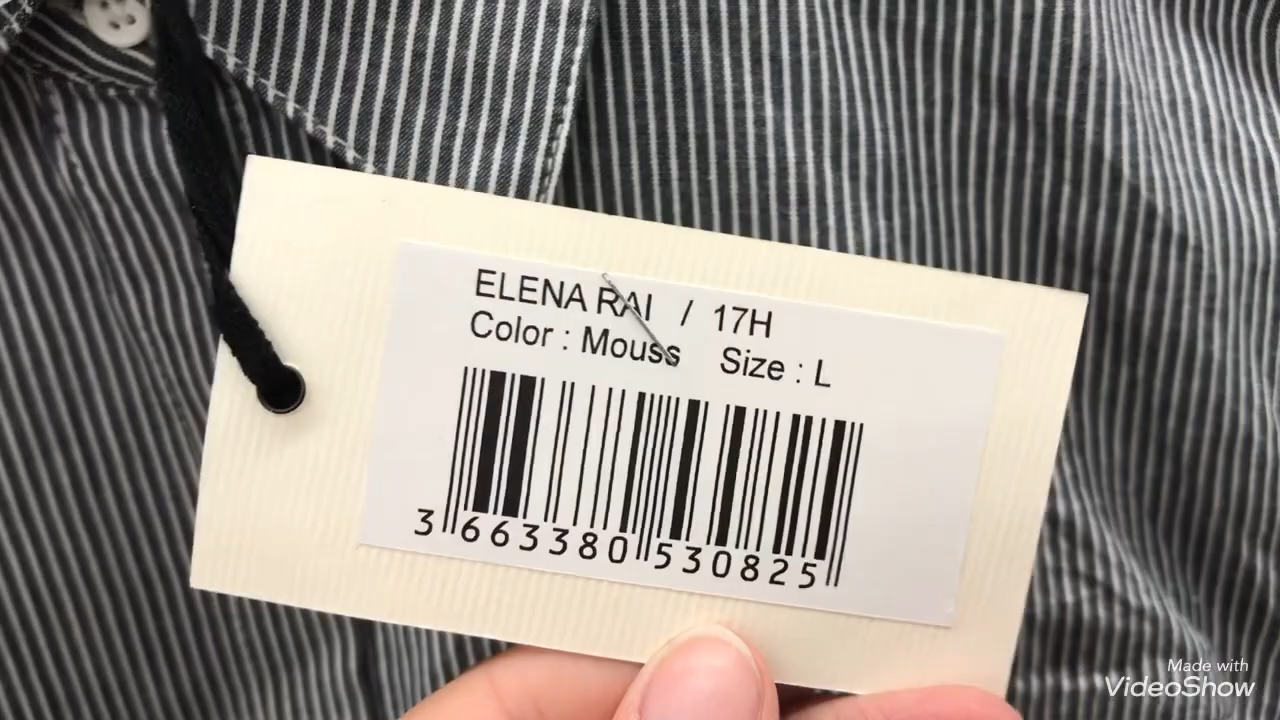 ELENA RAI / 17H
Color : Mouss Size : L
3 663380 530825
Made with
VideoShow